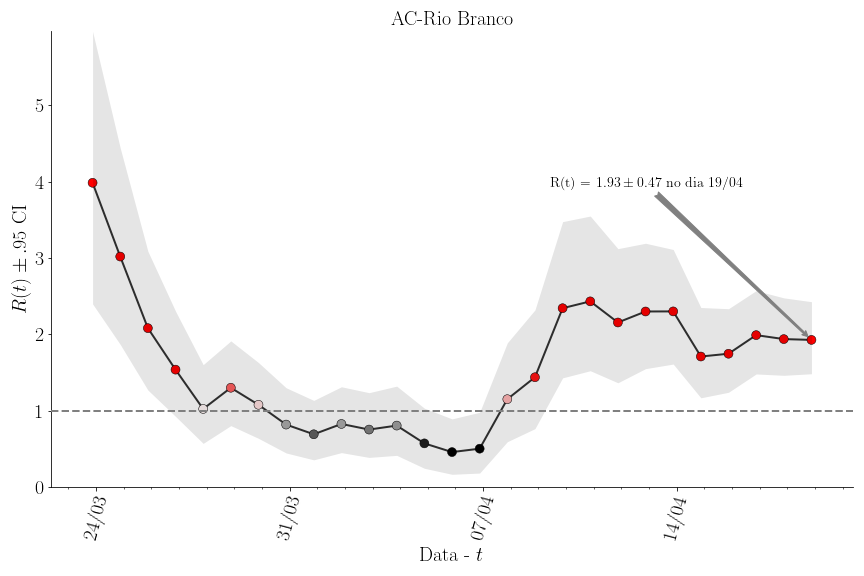 AC-Rio Branco
R(t) ± .95 CI
5
4
3
2
1
0
R(t) = 1.93 ± 0.47 no dia 19/04
24/03
31/03
07/04
14/04
Data - t